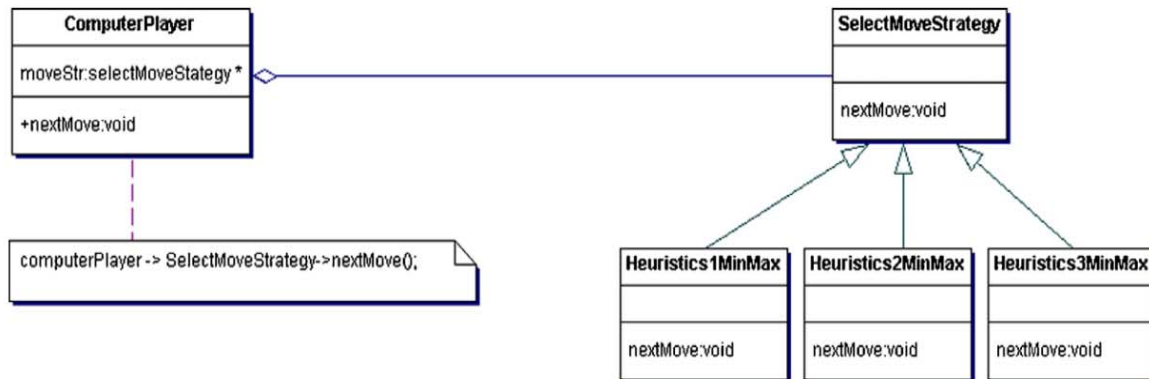 ComputerPlayer
moveStr:selectMoveStategy *
+nextMove:void
computerPlayer -> SelectMoveStrategy->nextMove();
SelectMoveStrategy
nextMove:void
Heuristics1MinMax
nextMove:void
Heuristics2MinMax
nextMove:void
Heuristics3MinMax
nextMove:void